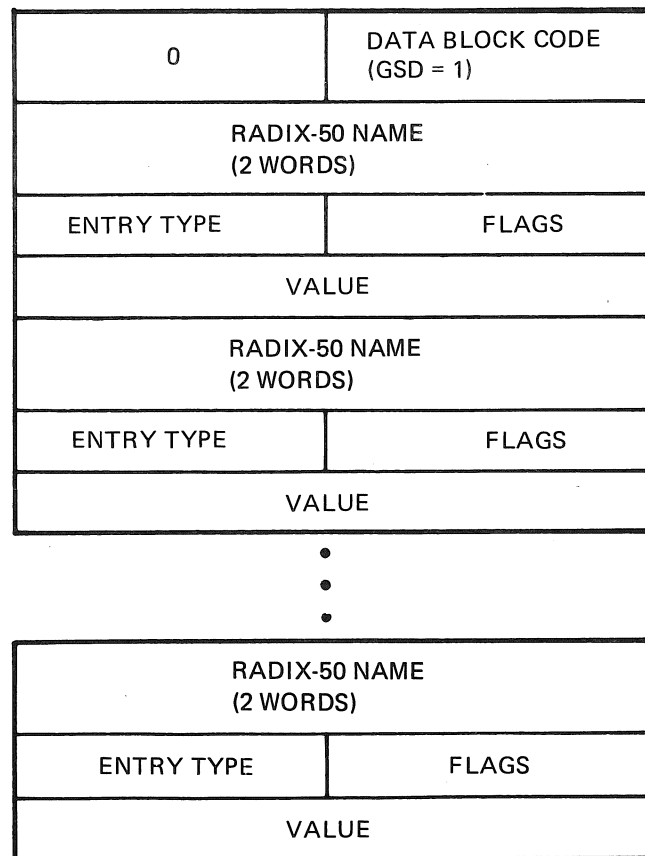 0
DATA BLOCK CODE
(GSD = 1)
RADIX-50 NAME
(2 WORDS)
ENTRY TYPE
FLAGS
VALUE
RADIX-50 NAME
(2 WORDS)
ENTRY TYPE
FLAGS
VALUE
RADIX-50 NAME
(2 WORDS)
ENTRY TYPE
FLAGS
VALUE